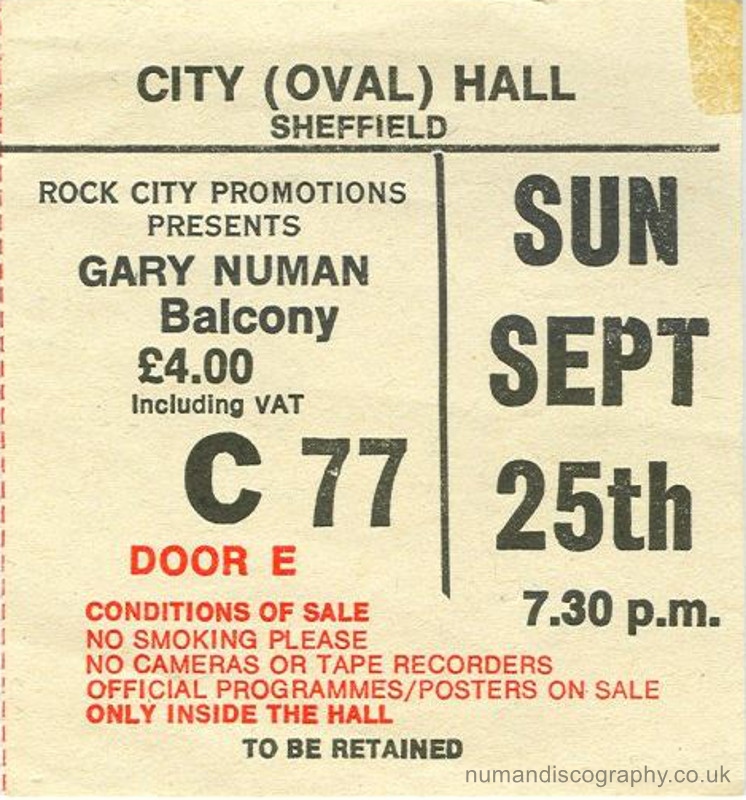 CITY (OVAL) HALL
SHEFFIELD
ROCK CITY PROMOTIONS
PRESENTS
GARY NUMAN
Balcony
£4.00
Including VAT
C 77
DOOR E
SUN
SEPT
25th
7.30 p.m.
CONDITIONS OF SALE
NO SMOKING PLEASE
NO CAMERAS OR TAPE RECORDERS
OFFICIAL PROGRAMMES/POSTERS ON SALE
ONLY INSIDE THE HALL
TO BE RETAINED
numandiscography.co.uk